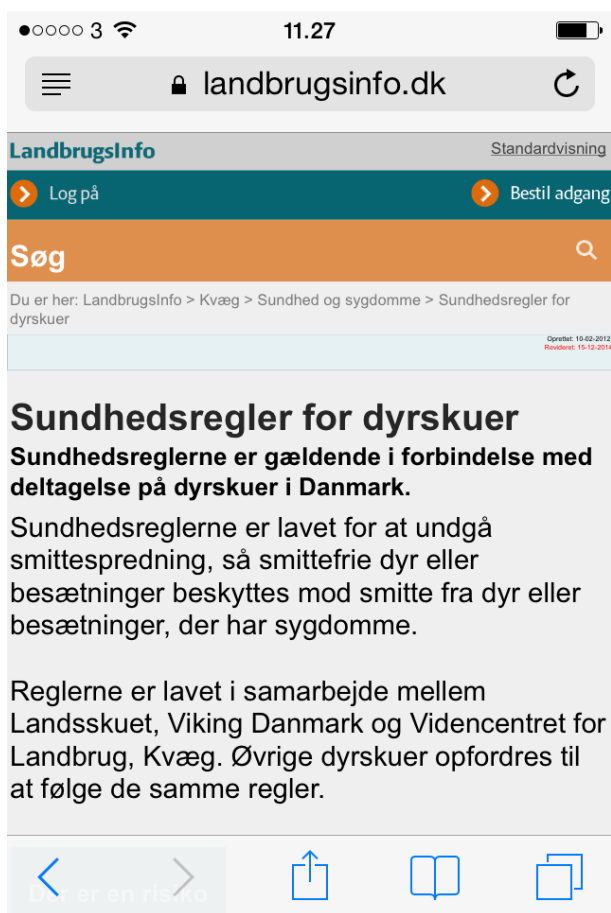 3 11.27
landbrugsinfo.dk
LandbrugsInfo Standardvisning
Log på Bestil adgang
Søg
Du er her: LandbrugsInfo > Kvæg > Sundhed og sygdomme > Sundhedsregler for
dyrskuer
Oprettet: 10-02-2012
Revideret: 15-12-2014
Sundhedsregler for dyrskuer
Sundhedsreglerne er gældende i forbindelse med
deltagelse på dyrskuer i Danmark.
Sundhedsreglerne er lavet for at undgå
smittespredning, så smittefrie dyr eller
besætninger beskyttes mod smitte fra dyr eller
besætninger, der har sygdomme.
Reglerne er lavet i samarbejde mellem
Landsskuet, Viking Danmark og Videncentret for
Landbrug, Kvæg. Øvrige dyrskuer opfordres til
at følge de samme regler.
Der er en risiko